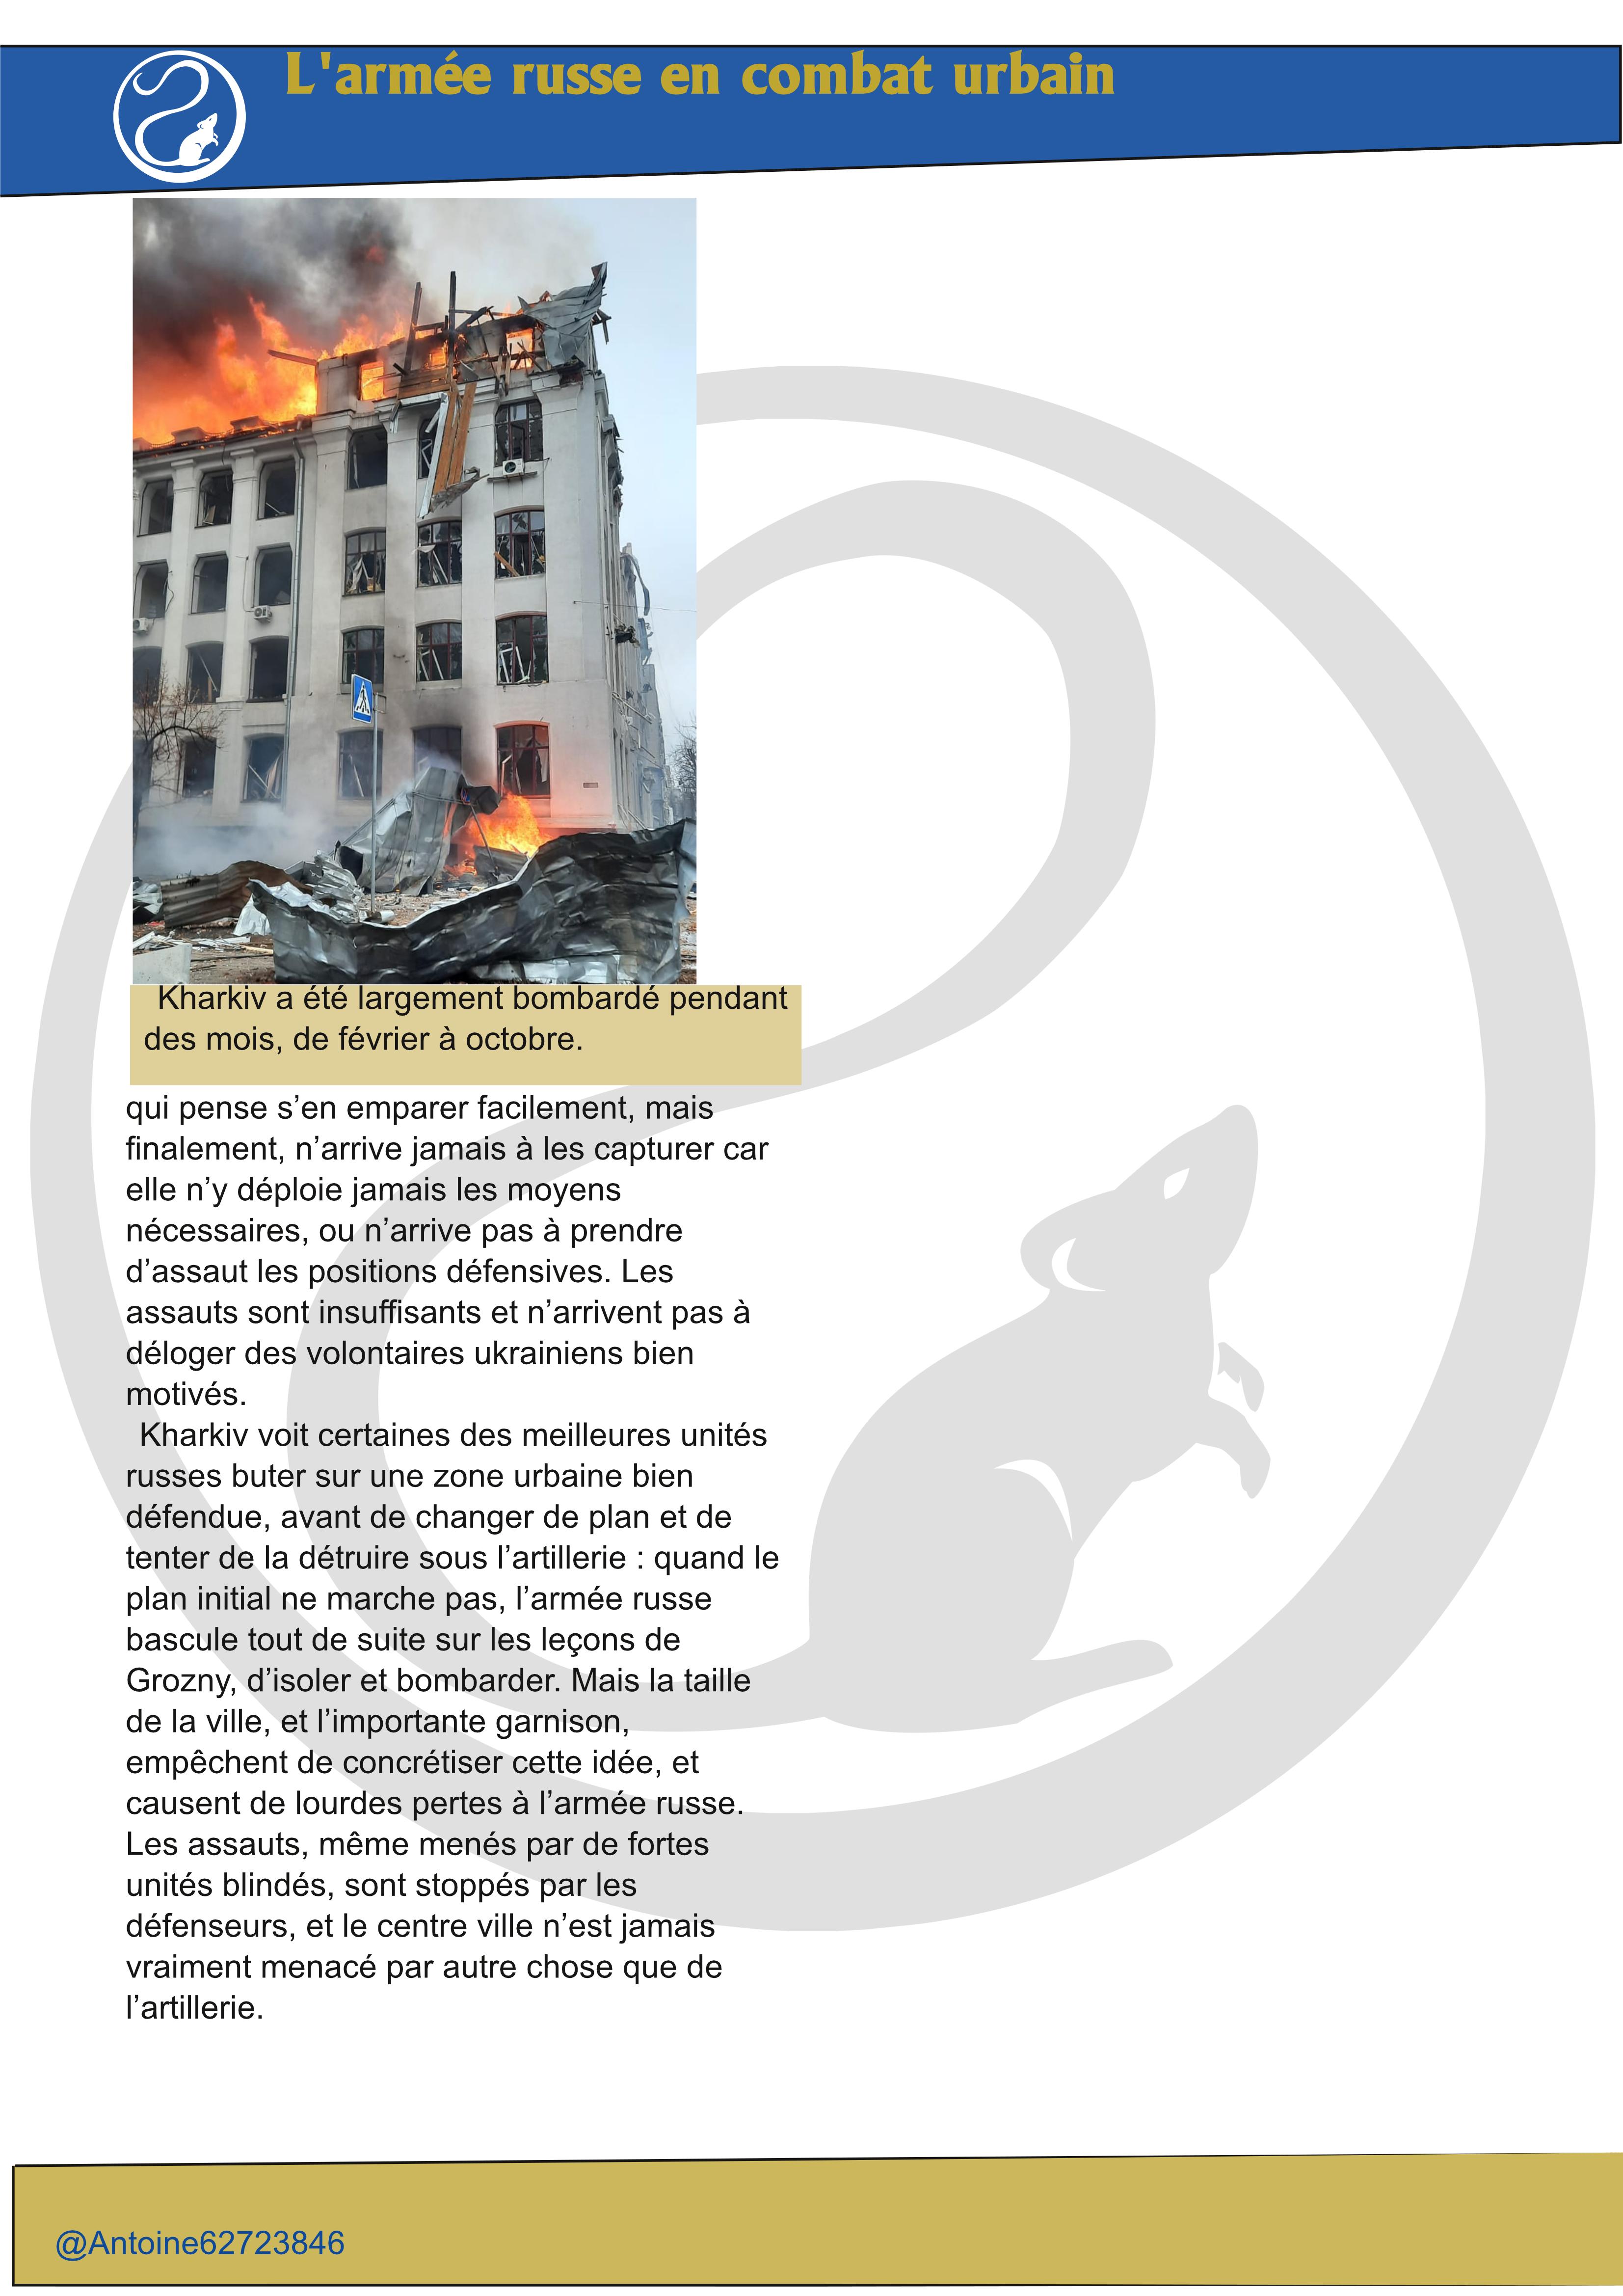 L'armée russe en combat urbain
Kharkiv a été largement bombardé pendant
des mois, de février à octobre.
qui pense s’en emparer facilement, mais
finalement, n’arrive jamais à les capturer car
elle n’y déploie jamais les moyens
nécessaires, ou n’arrive pas à prendre
d’assaut les positions défensives. Les
assauts sont insuffisants et n’arrivent pas à
déloger des volontaires ukrainiens bien
motivés.
Kharkiv voit certaines des meilleures unités
russes buter sur une zone urbaine bien
défendue, avant de changer de plan et de
tenter de la détruire sous l’artillerie : quand le
plan initial ne marche pas, l’armée russe
bascule tout de suite sur les leçons de
Grozny, d’isoler et bombarder. Mais la taille
de la ville, et l’importante garnison,
empêchent de concrétiser cette idée, et
causent de lourdes pertes à l’armée russe.
Les assauts, même menés par de fortes
unités blindés, sont stoppés par les
défenseurs, et le centre ville n’est jamais
vraiment menacé par autre chose que de
l’artillerie.
@Antoine62723846